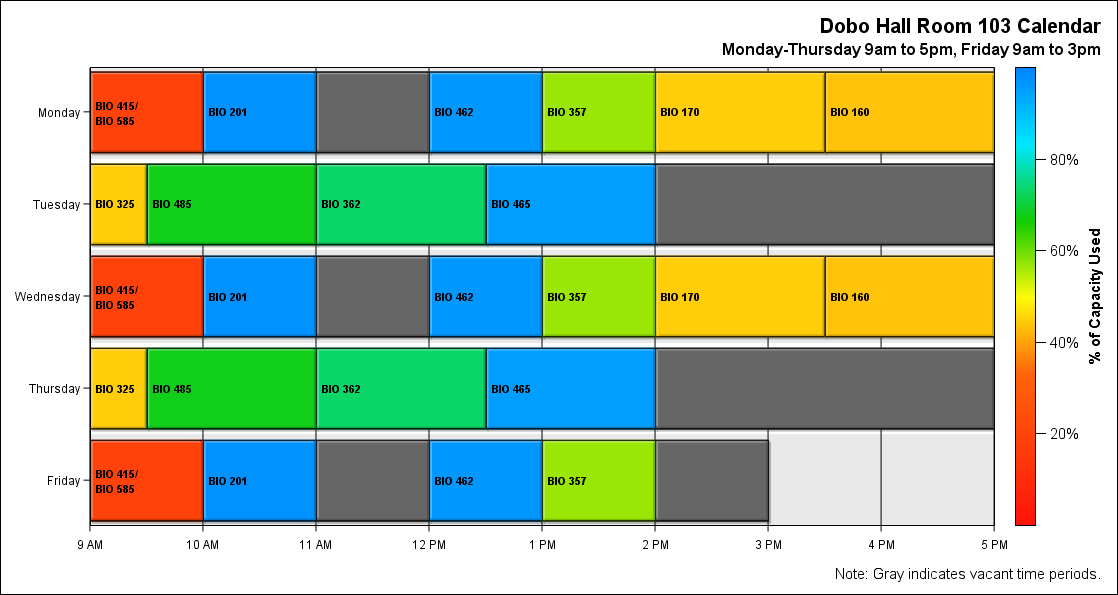 Dobo Hall Room 103 Calendar
Monday-Thursday 9am to 5pm, Friday 9am to 3pm
Monday
BIO 415/
BIO 585
BIO 201
BIO 462
BIO 357
BIO 170
BIO 160
Tuesday
BIO 325
BIO 485
BIO 362
BIO 465
Wednesday
BIO 415/
BIO 585
BIO 201
BIO 462
BIO 357
BIO 170
BIO 160
Thursday
BIO 325
BIO 485
BIO 362
BIO 465
Friday
BIO 415/
BIO 585
BIO 201
BIO 462
BIO 357
9 AM
10 AM
11 AM
12 PM
1 PM
2 PM
3 PM
4 PM
5 PM
80%
60%
40%
20%
% of Capacity Used
Note: Gray indicates vacant time periods.